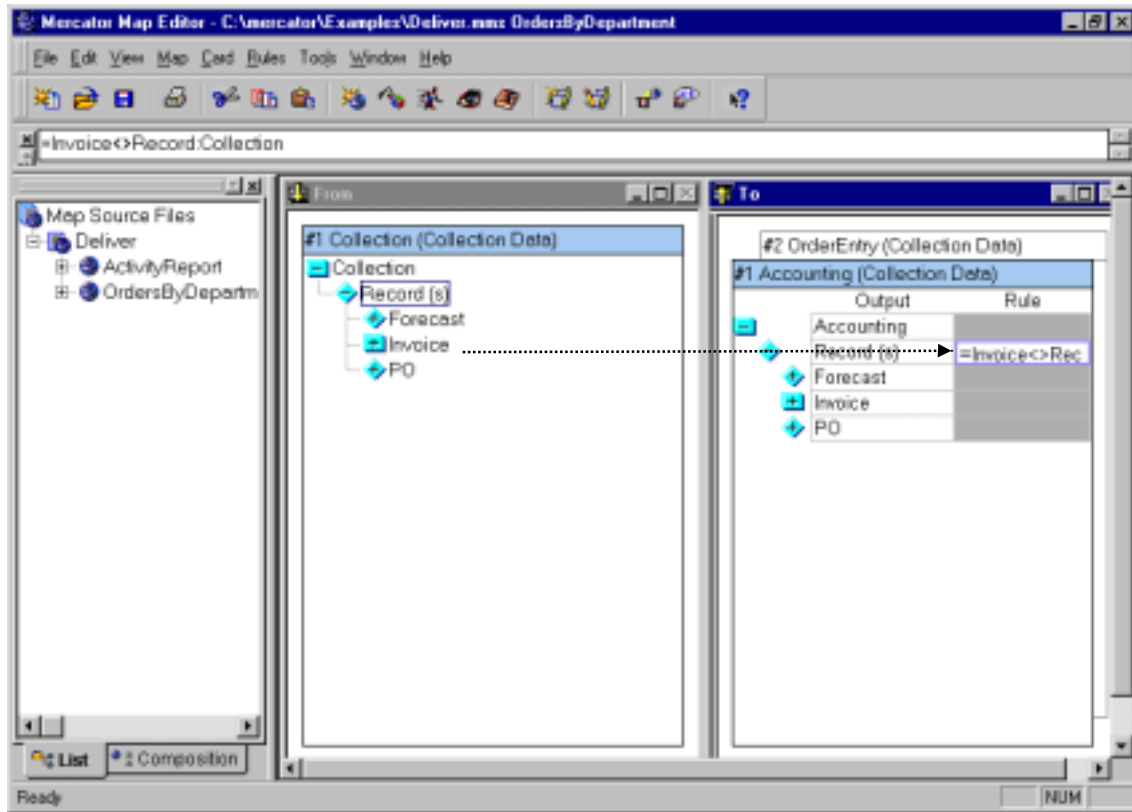 Mercator Map Editor - C:\mercator\Examples\Deliver.mms OrdersByDepartment
File Edit View Map Card Rules Tools Window Help
=Invoice<>Record:Collection
Map Source Files
Deliver
ActivityReport
OrdersByDepartm
List
Composition
From
#1 Collection (Collection Data)
Collection
Record (s)
Forecast
Invoice
PO
To
#2 OrderEntry (Collection Data)
#1 Accounting (Collection Data)
Output Rule
Accounting
Record (s) =Invoice<>Rec
Forecast
Invoice
PO
Ready NUM